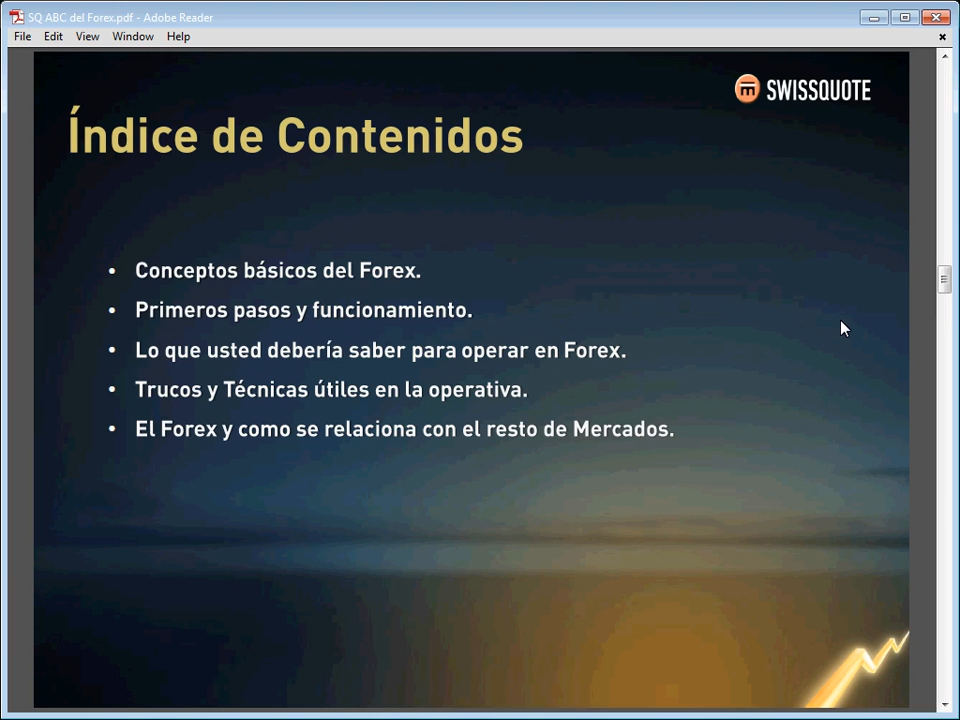 SQ ABC del Forex.pdf - Adobe Reader
File Edit View Window Help
SWISSQUOTE
Índice de Contenidos
• Conceptos básicos del Forex.
• Primeros pasos y funcionamiento.
• Lo que usted debería saber para operar en Forex.
• Trucos y Técnicas útiles en la operativa.
• El Forex y como se relaciona con el resto de Mercados.